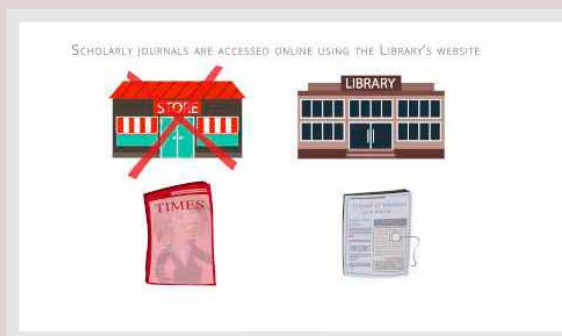 SCHOLARLY JOURNALS ARE ACCESSED ONLINE USING THE LIBRARY'S WEBSITE
STORE
LIBRARY
TIMES